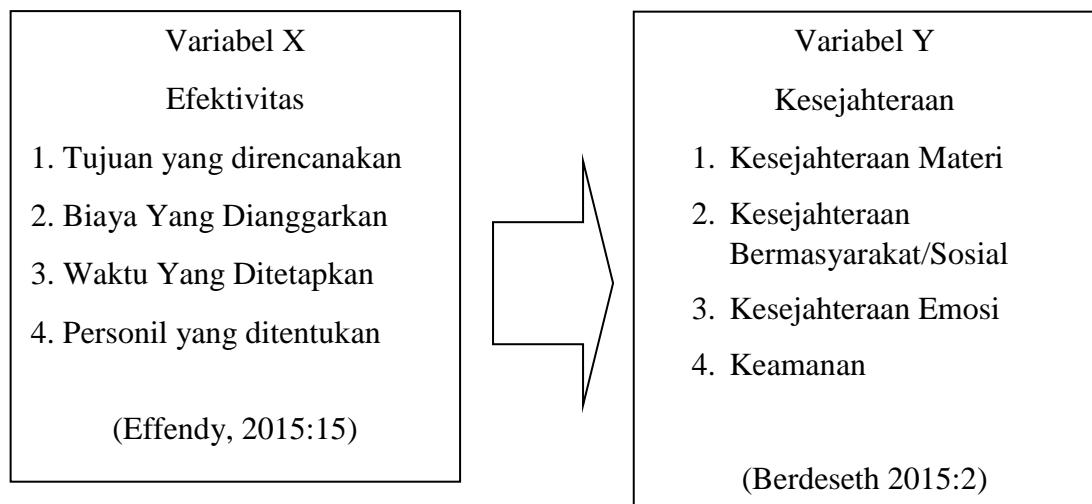 Variabel X
Efektivitas
1. Tujuan yang direncanakan
2. Biaya Yang Dianggarkan
3. Waktu Yang Ditetapkan
4. Personil yang ditentukan
(Effendy, 2015:15)
Variabel Y
Kesejahteraan
1. Kesejahteraan Materi
2. Kesejahteraan
Bermasyarakat/Sosial
3. Kesejahteraan Emosi
4. Keamanan
(Berdeseth 2015:2)